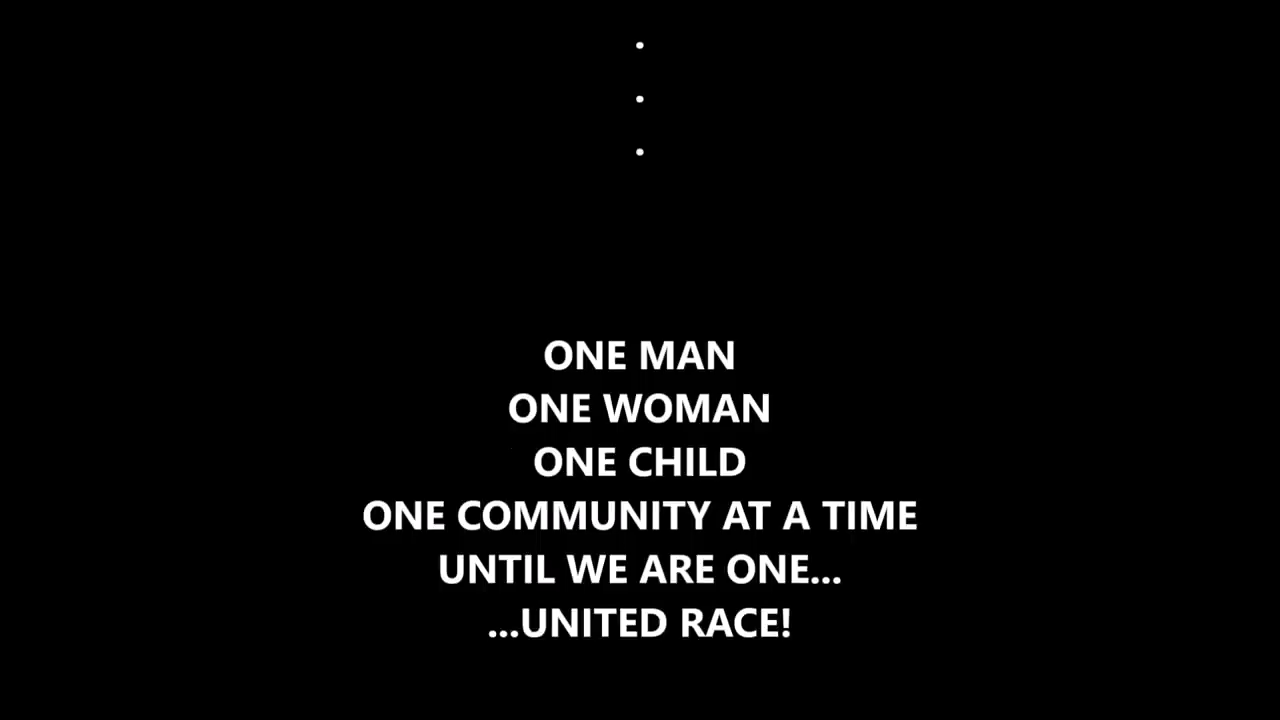 .
.
.
ONE MAN
ONE WOMAN
ONE CHILD
ONE COMMUNITY AT A TIME
UNTIL WE ARE ONE...
...UNITED RACE!